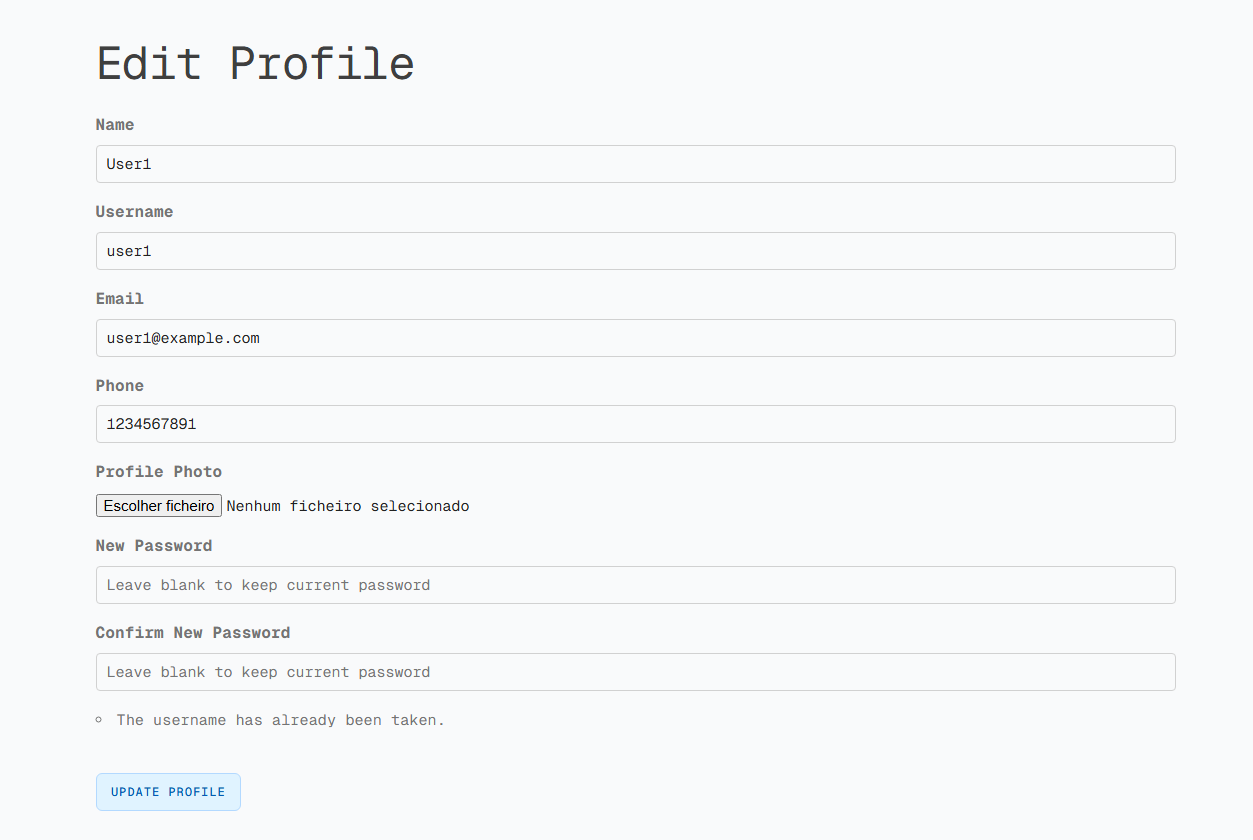 Edit Profile
Name
User1
Username
user1
Email
user1@example.com
Phone
1234567891
Profile Photo
Escolher ficheiro Nenhum ficheiro selecionado
New Password
Leave blank to keep current password
Confirm New Password
Leave blank to keep current password
The username has already been taken.
UPDATE PROFILE